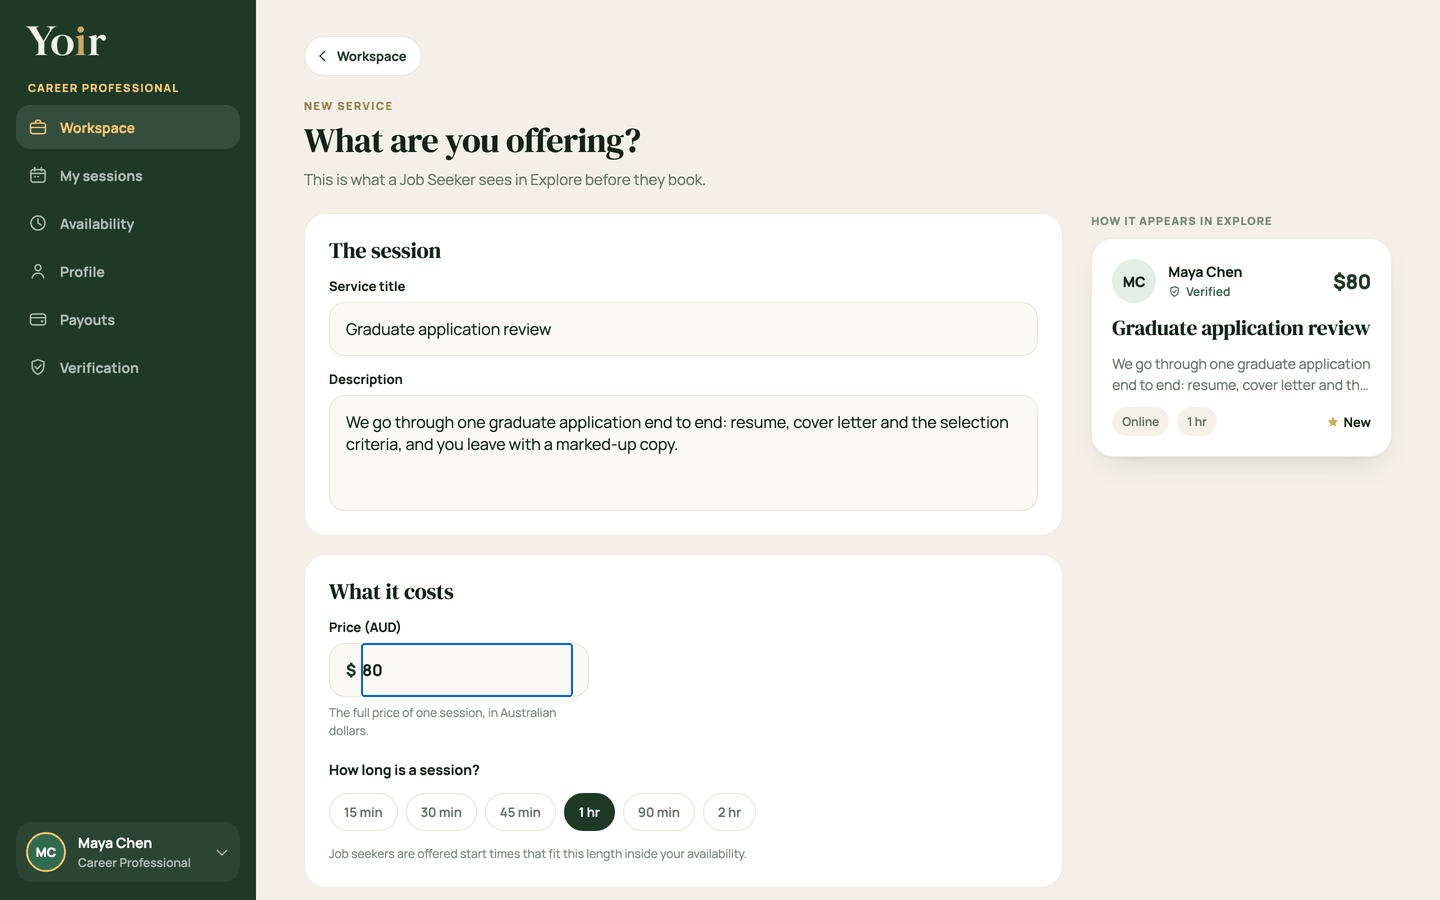 Yoir
CAREER PROFESSIONAL
Workspace
My sessions
Availability
Profile
Payouts
Verification
MC
Maya Chen
Career Professional
Workspace
NEW SERVICE
What are you offering?
This is what a Job Seeker sees in Explore before they book.
The session
Service title
Graduate application review
Description
We go through one graduate application end to end: resume, cover letter and the selection
criteria, and you leave with a marked-up copy.
What it costs
Price (AUD)
$ 80
The full price of one session, in Australian
dollars.
How long is a session?
15 min 30 min 45 min 1 hr 90 min 2 hr
Job seekers are offered start times that fit this length inside your availability.
HOW IT APPEARS IN EXPLORE
MC
Maya Chen
Verified
$80
Graduate application review
We go through one graduate application
end to end: resume, cover letter and th...
Online 1 hr New